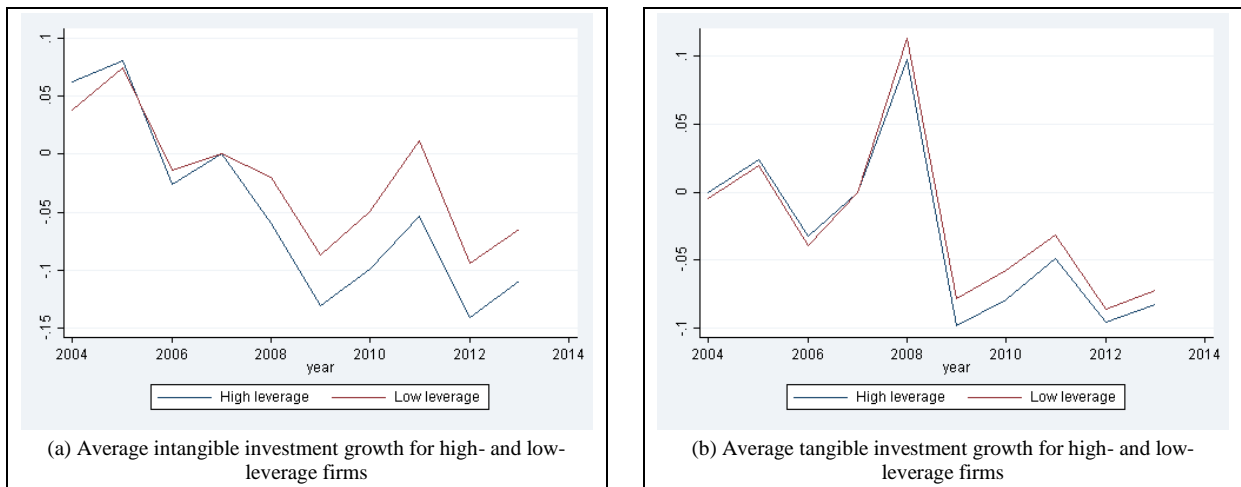 .1
.05
0
-.05
-.1
-.15
2004 2006 2008 2010 2012 2014
year
High leverage Low leverage
(a) Average intangible investment growth for high- and low-
leverage firms
.1
.05
0
-.05
-.1
2004 2006 2008 2010 2012 2014
year
High leverage Low leverage
(b) Average tangible investment growth for high- and low-
leverage firms